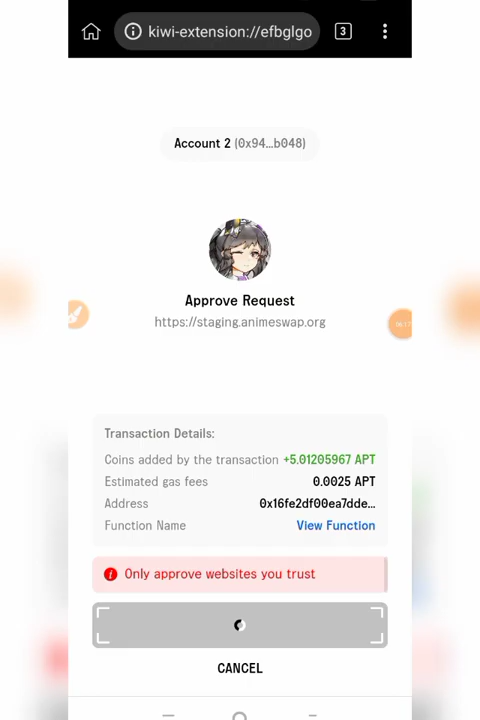 kiwi-extension://efbglgo
3
Account 2 (0x94...b048)
Approve Request
https://staging.animeswap.org
Transaction Details:
Coins added by the transaction +5.01205967 APT
Estimated gas fees 0.0025 APT
Address 0x16fe2df00ea7dde...
Function Name View Function
Only approve websites you trust
CANCEL